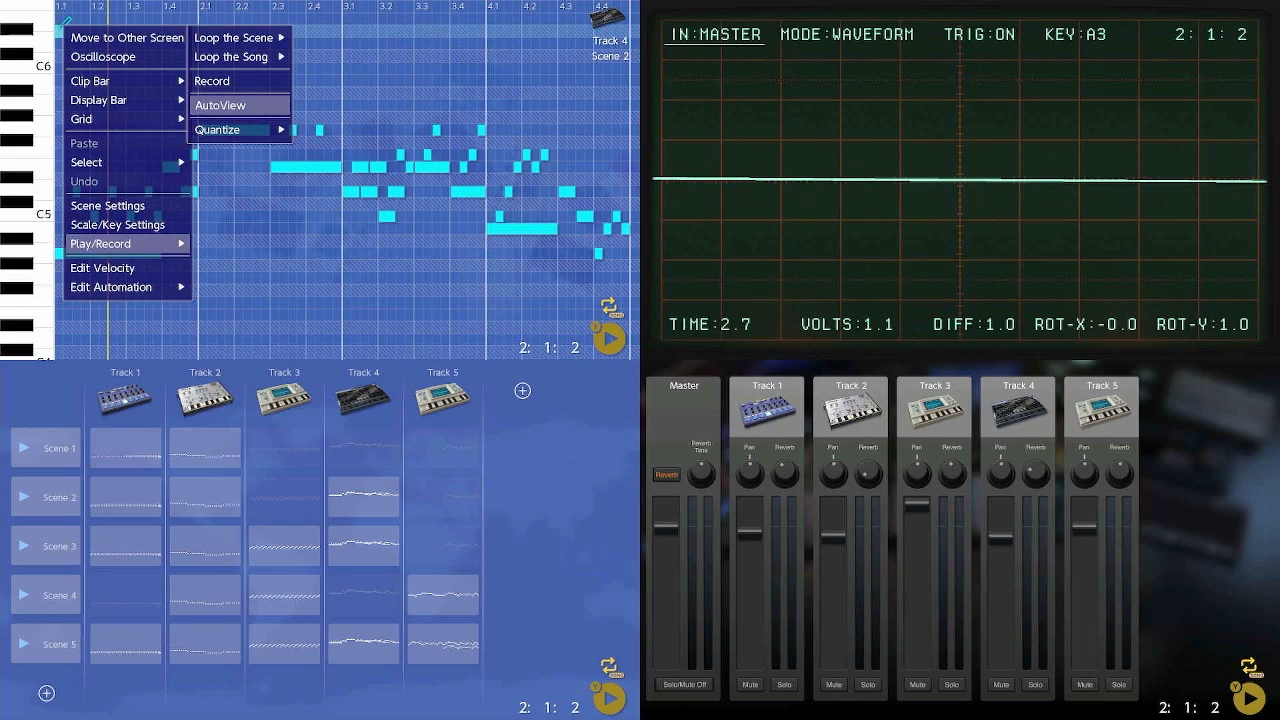 1.1 1.2 1.3 1.4 2.1 2.2 2.3 2.4 3.1 3.2 3.3 3.4 4.1 4.2 4.3 4.4
Track 4
Scene 2
C6
C5
Move to Other Screen
Oscilloscope
Clip Bar
Display Bar
Grid
Paste
Select
Undo
Scene Settings
Scale/Key Settings
Play/Record
Edit Velocity
Edit Automation
Loop the Scene
Loop the Song
Record
AutoView
Quantize
SONG
Y
2: 1: 2
IN:MASTER MODE:WAVEFORM TRIG:ON KEY:A3 2: 1: 2
TIME:2.7 VOLTS:1.1 DIFF:1.0 ROT-X:-0.0 ROT-Y:1.0
Track 1 Track 2 Track 3 Track 4 Track 5
Scene 1
Scene 2
Scene 3
Scene 4
Scene 5
SONG
Y
2: 1: 2
Master Track 1 Track 2 Track 3 Track 4 Track 5
Reverb Time Pan Reverb Pan Reverb Pan Reverb Pan Reverb Pan Reverb
Reverb
Solo/Mute Off Mute Solo Mute Solo Mute Solo Mute Solo Mute Solo
SONG
Y
2: 1: 2